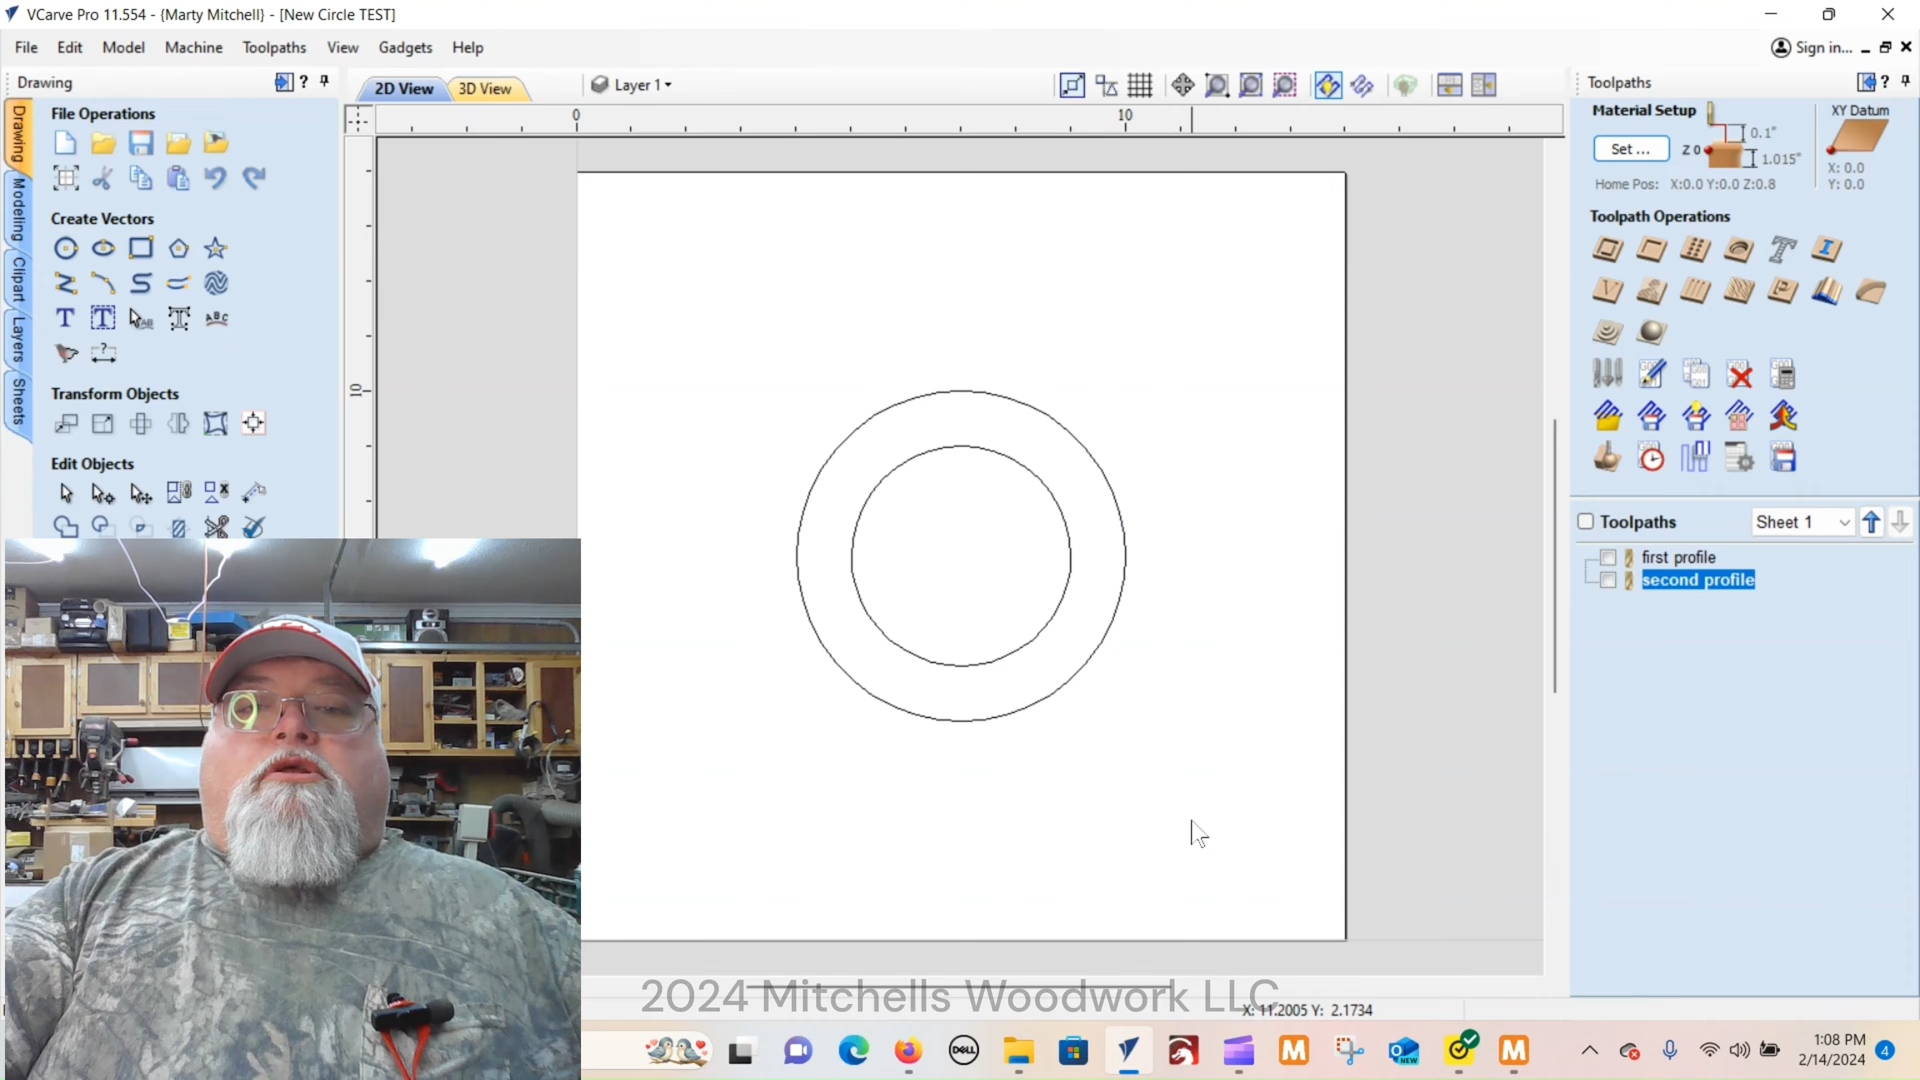 VCarve Pro 11.554 - {Marty Mitchell} - [New Circle TEST]
File Edit Model Machine Toolpaths View Gadgets Help
Sign in...
Drawing
2D View 3D View
Layer 1
Toolpaths
Drawing
Modeling
Clipart
Layers
Sheets
File Operations
Create Vectors
Transform Objects
Edit Objects
0
10
10
Material Setup
Set ...
Z 0
0.1"
1.015"
XY Datum
X: 0.0
Y: 0.0
Home Pos: X:0.0 Y:0.0 Z:0.8
Toolpath Operations
Toolpaths
Sheet 1
first profile
second profile
2024 Mitchells Woodwork LLC
X: 11.2005 Y: 2.1734
DELL
1:08 PM
2/14/2024
4